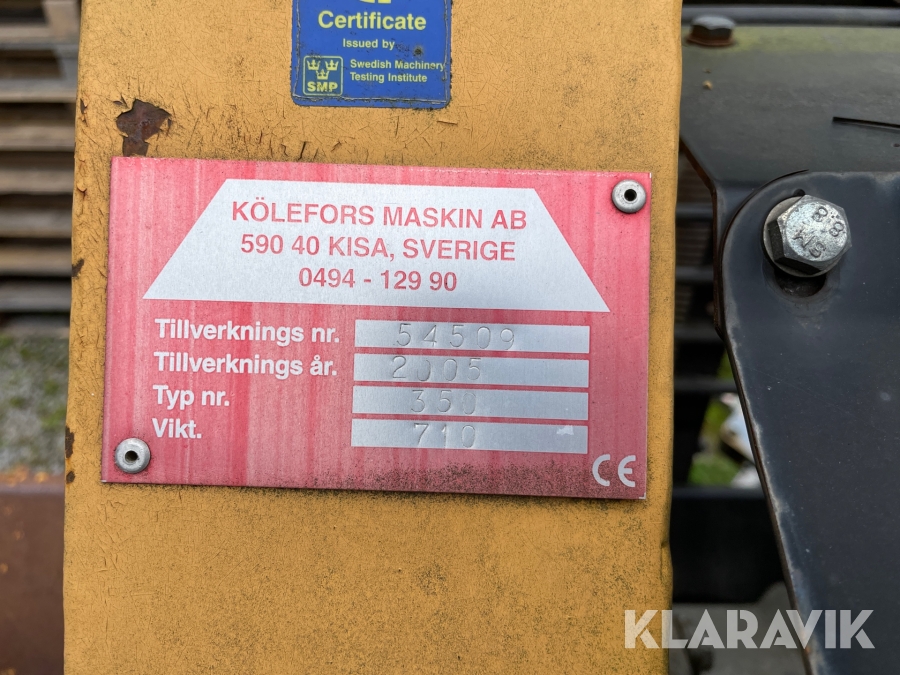 Certificate
Issued by
Swedish Machinery
Testing Institute
SMP
KÖLEFORS MASKIN AB
590 40 KISA, SVERIGE
0494 - 129 90
Tillverknings nr. 54509
Tillverknings år. 2005
Typ nr. 350
Vikt. 710
CE
8.8
KLARAVIK